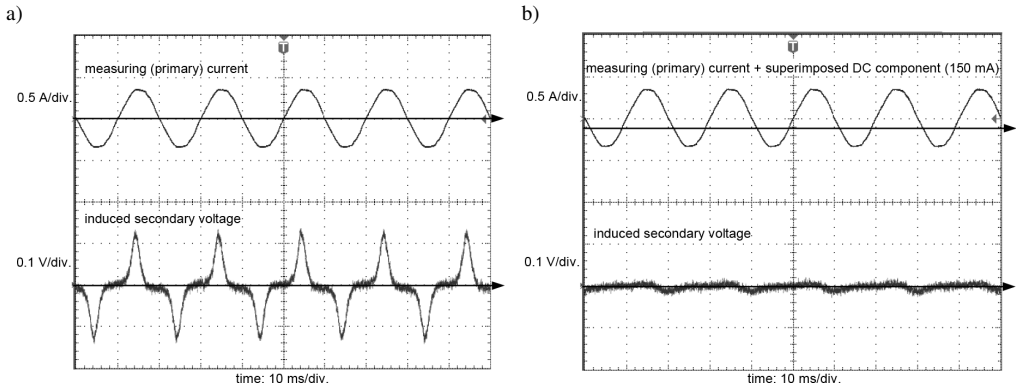 a)
T
measuring (primary) current
0.5 A/div.
induced secondary voltage
0.1 V/div.
time: 10 ms/div.
b)
T
measuring (primary) current + superimposed DC component (150 mA)
0.5 A/div.
induced secondary voltage
0.1 V/div.
time: 10 ms/div.